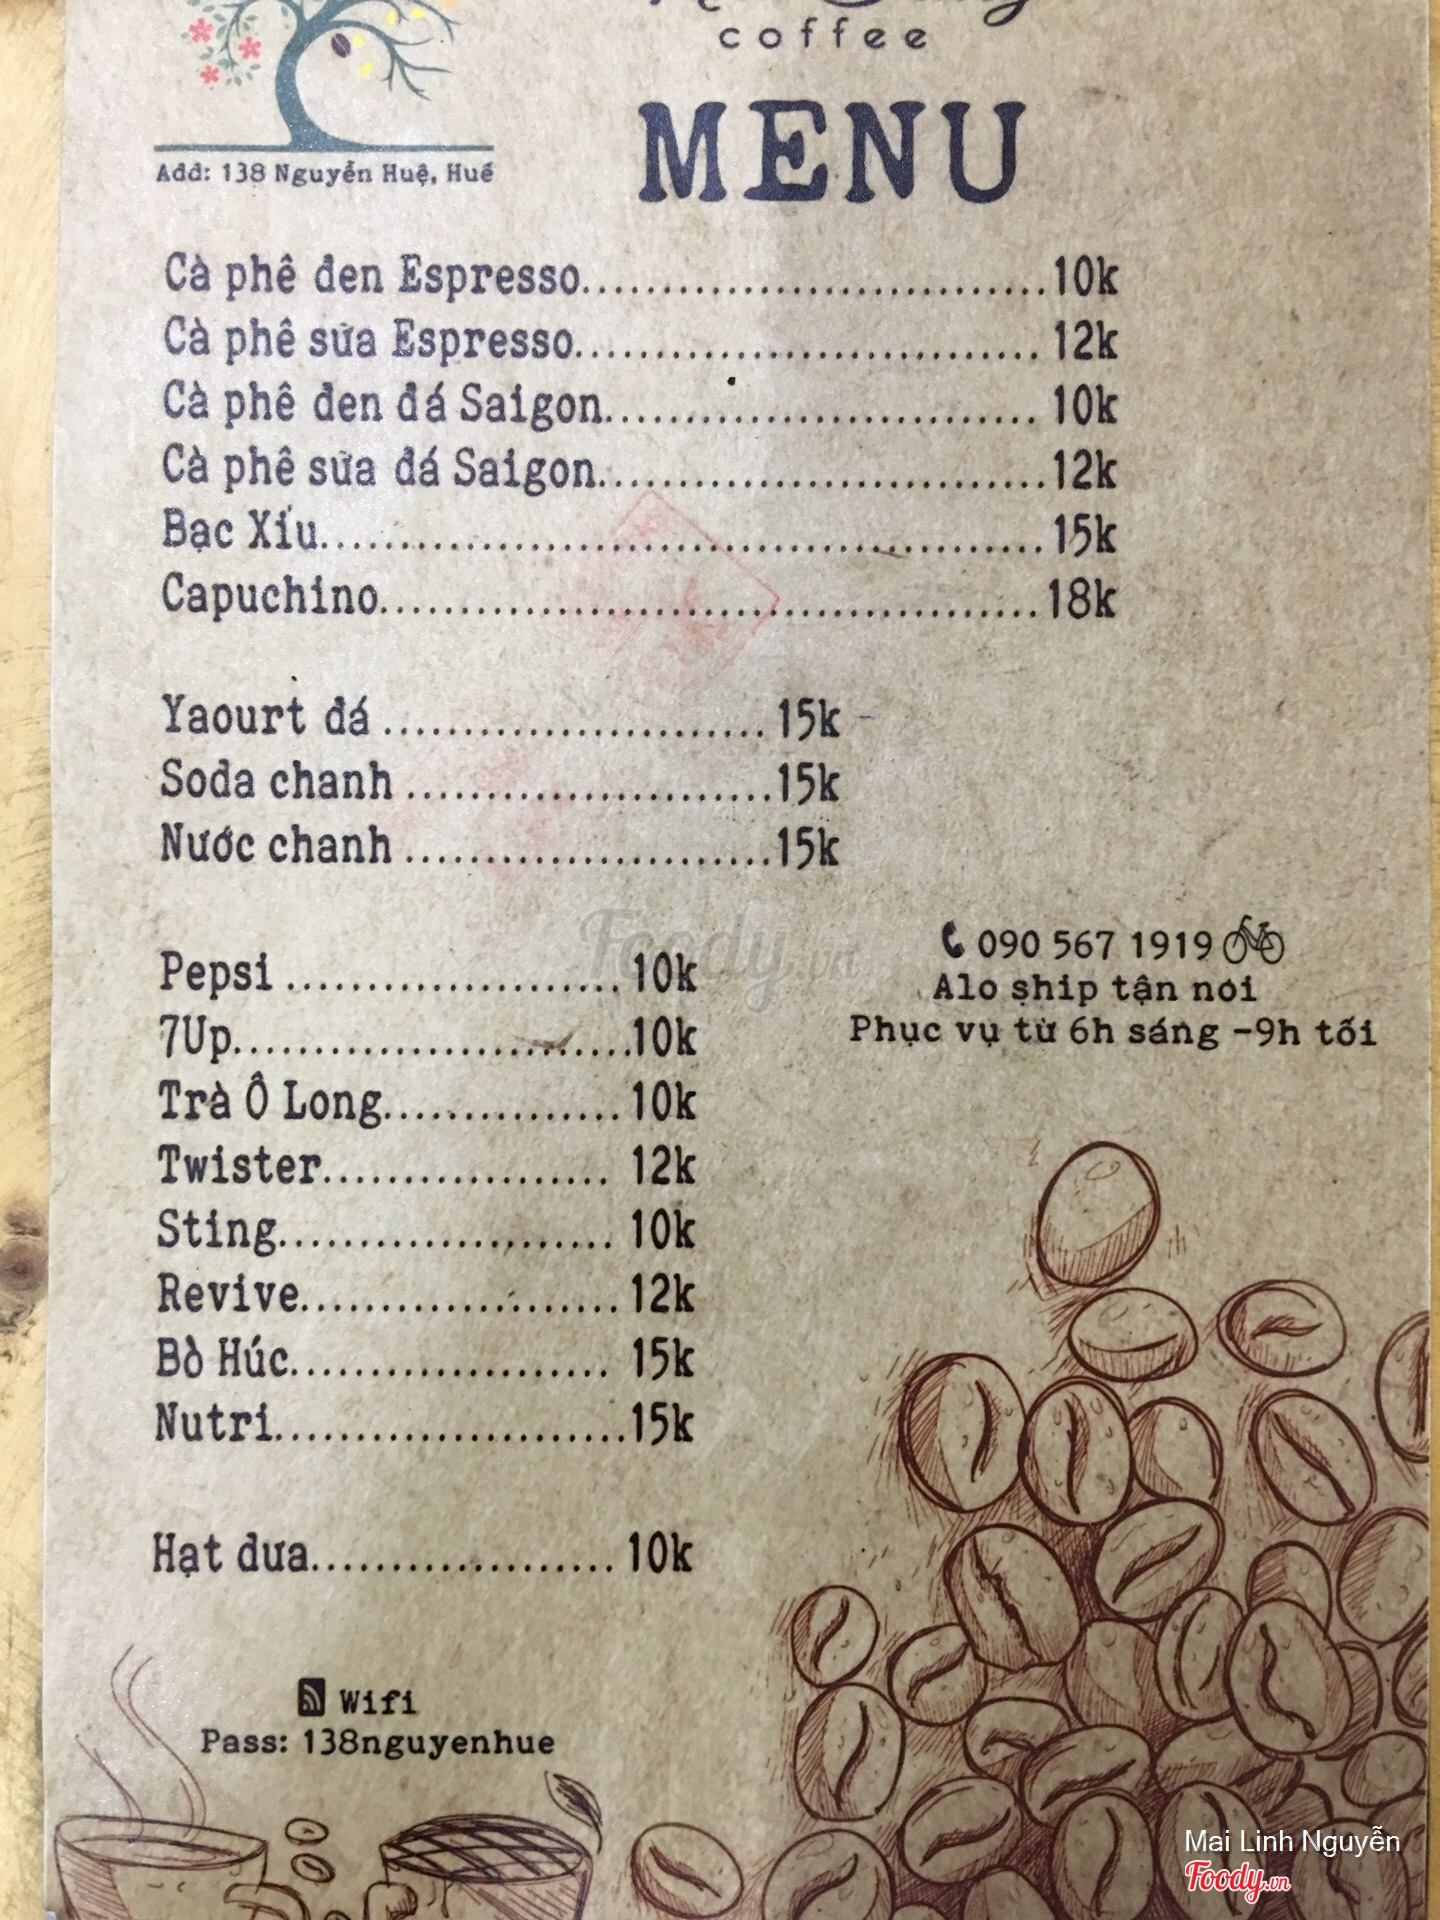 coffee
MENU
Add: 138 Nguyễn Huệ, Huế
Cà phê đen Espresso..............................10k
Cà phê sữa Espresso.............................. 12k
Cà phê đen đá Saigon............................ 10k
Cà phê sữa đá Saigon.............................12k
Bạc Xỉu...............................................15k
Capuchino...........................................18k
Yaourt đá ......................... 15k
Soda chanh ........................15k
Nước chanh ........................15k
Pepsi ...................... 10k
7Up..........................10k
Trà Ô Long............... 10k
Twister................... 12k
Sting...................... 10k
Revive..................... 12k
Bò Húc..................... 15k
Nutri.......................15k
Hạt dưa.................... 10k
090 567 1919
Alo ship tận nơi
Phục vụ từ 6h sáng -9h tối
Wifi
Pass: 138nguyenhue
Foody.vn
Mai Linh Nguyễn
Foody.vn